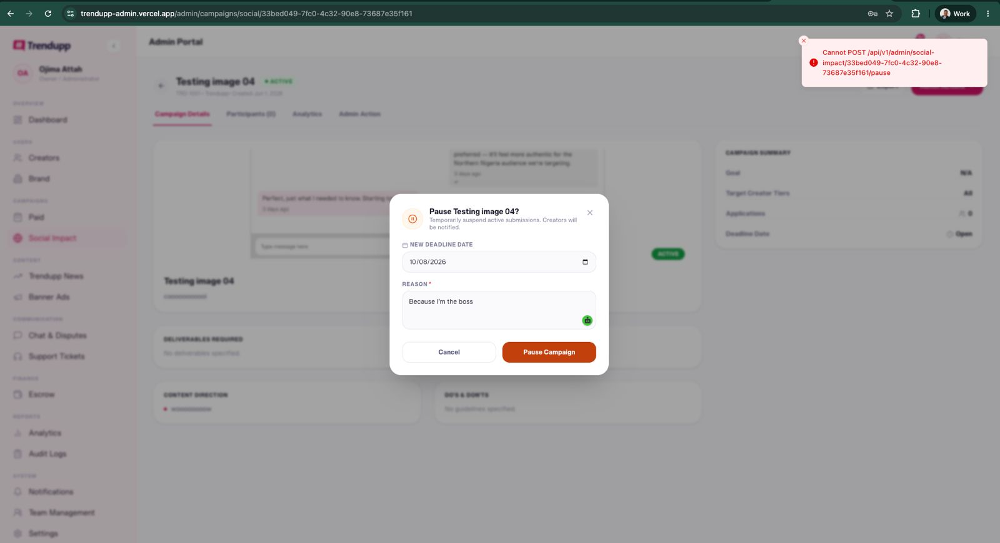 trendupp-admin.vercel.app/admin/campaigns/social/33bed049-7fc0-4c32-90e8-73687e35f161
Work
Trendupp
Admin Portal
OA
Ojima Attah
Owner • Administrator
OVERVIEW
Dashboard
USERS
Creators
Brand
CAMPAIGNS
Paid
Social Impact
CONTENT
Trendupp News
Banner Ads
COMMUNICATION
Chat & Disputes
Support Tickets
FINANCE
Escrow
REPORTS
Analytics
Audit Logs
SYSTEM
Notifications
Team Management
Settings
Cannot POST /api/v1/admin/social-
impact/33bed049-7fc0-4c32-90e8-
73687e35f161/pause
Testing image 04
ACTIVE
Export
Campaign Details
Participants (0)
Analytics
Admin Action
preferred — it'll feel more authentic for the
Northern Nigeria audience we're targeting.
3 days ago
Perfect, just what I needed to know. Starting
3 days ago
Type message here
ACTIVE
Testing image 04
DELIVERABLES REQUIRED
No deliverables specified.
CONTENT DIRECTION
DO'S & DON'TS
No guidelines specified.
CAMPAIGN SUMMARY
Goal
N/A
Target Creator Tiers
All
Applications
0
Deadline Date
Open
Pause Testing image 04?
Temporarily suspend active submissions. Creators will
be notified.
NEW DEADLINE DATE
10/08/2026
REASON *
Because I'm the boss
Cancel
Pause Campaign